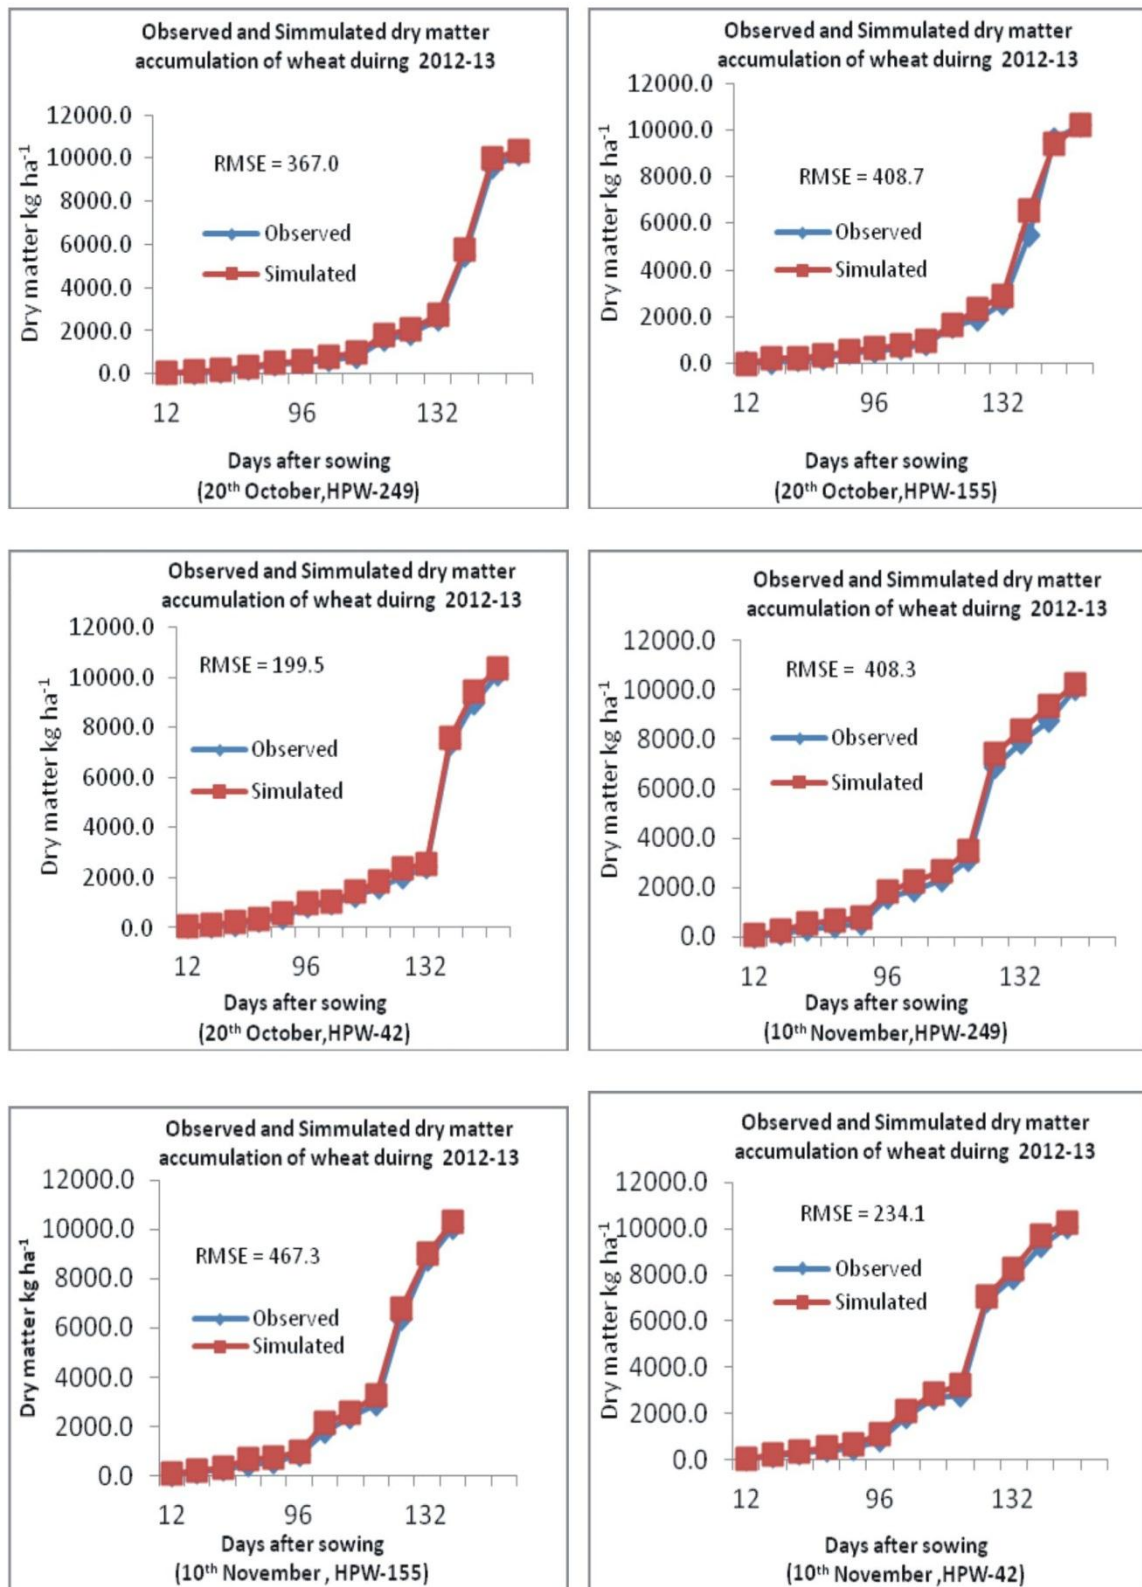 Observed and Simmulated dry matter
accumulation of wheat duirng 2012-13
12000.0
10000.0
8000.0
6000.0
4000.0
2000.0
0.0
Dry matter kg ha⁻¹
RMSE = 367.0
Observed
Simulated
12 96 132
Days after sowing
(20th October,HPW-249)
Observed and Simmulated dry matter
accumulation of wheat duirng 2012-13
12000.0
10000.0
8000.0
6000.0
4000.0
2000.0
0.0
Dry matter kg ha⁻¹
RMSE = 408.7
Observed
Simulated
12 96 132
Days after sowing
(20th October,HPW-155)
Observed and Simmulated dry matter
accumulation of wheat duirng 2012-13
12000.0
10000.0
8000.0
6000.0
4000.0
2000.0
0.0
Dry matter kg ha⁻¹
RMSE = 199.5
Observed
Simulated
12 96 132
Days after sowing
(20th October,HPW-42)
Observed and Simmulated dry matter
accumulation of wheat duirng 2012-13
12000.0
10000.0
8000.0
6000.0
4000.0
2000.0
0.0
Dry matter kg ha⁻¹
RMSE = 408.3
Observed
Simulated
12 96 132
Days after sowing
(10th November,HPW-249)
Observed and Simmulated dry matter
accumulation of wheat duirng 2012-13
12000.0
10000.0
8000.0
6000.0
4000.0
2000.0
0.0
Dry matter kg ha⁻¹
RMSE = 467.3
Observed
Simulated
12 96 132
Days after sowing
(10th November , HPW-155)
Observed and Simmulated dry matter
accumulation of wheat duirng 2012-13
12000.0
10000.0
8000.0
6000.0
4000.0
2000.0
0.0
Dry matter kg ha⁻¹
RMSE = 234.1
Observed
Simulated
12 96 132
Days after sowing
(10th November,HPW-42)